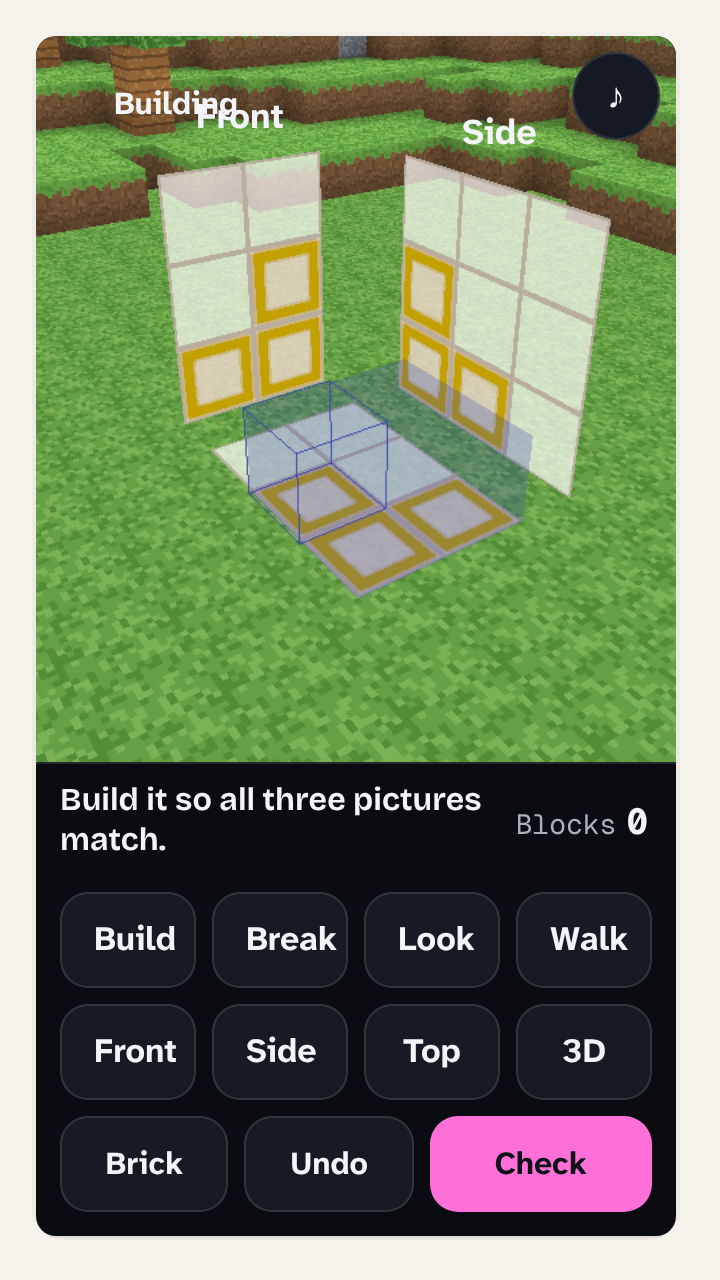 Building
Front
Side
♪
Build it so all three pictures
match.
Blocks 0
Build
Break
Look
Walk
Front
Side
Top
3D
Brick
Undo
Check